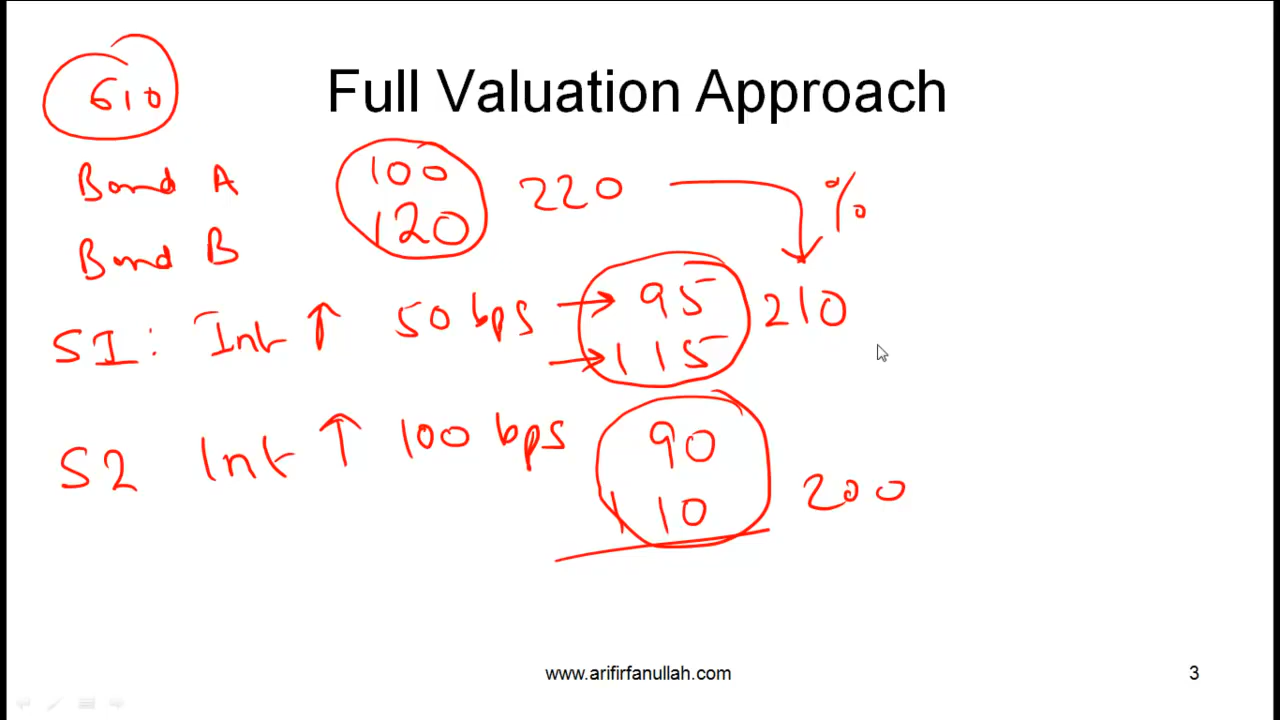 610
Full Valuation Approach
Bond A 100 220 %
Bond B 120
S1: Int ↑ 50 bps → 95 210
→ 115
S2 Int ↑ 100 bps 90 200
110
www.arifirfanullah.com
3